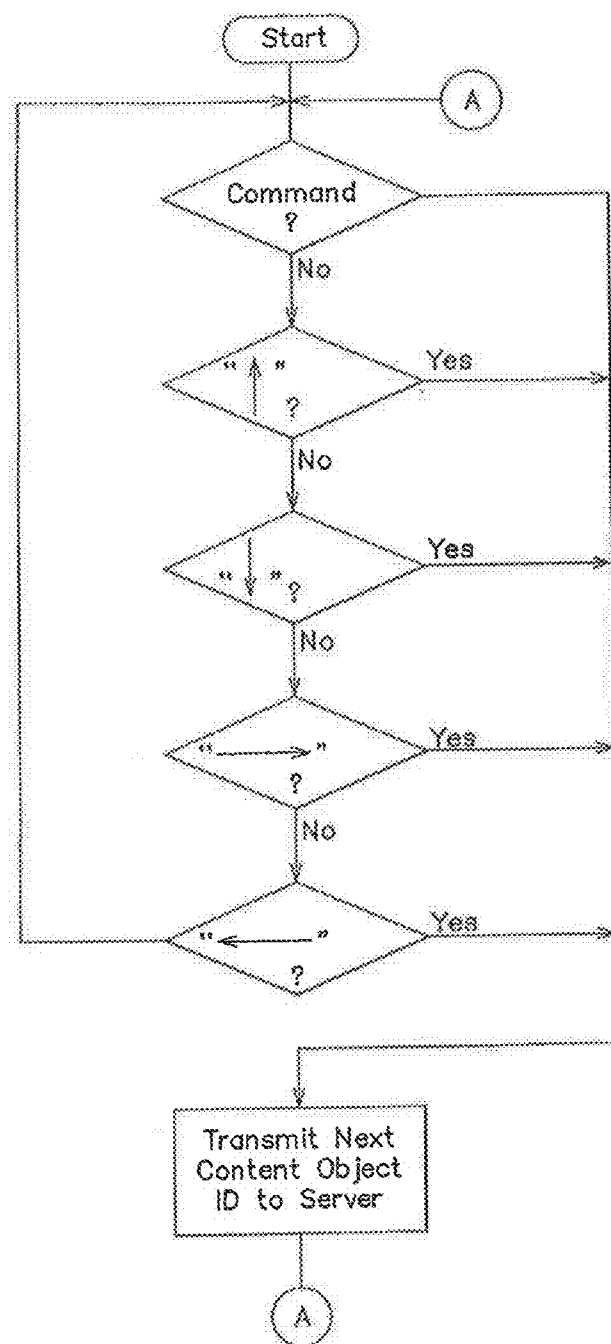 Start
A
Command
?
No
“ ↑ ”
?
Yes
No
“ ↓ ” ?
Yes
No
“ → ”
?
Yes
No
“ ← ”
?
Yes
Transmit Next
Content Object
ID to Server
A